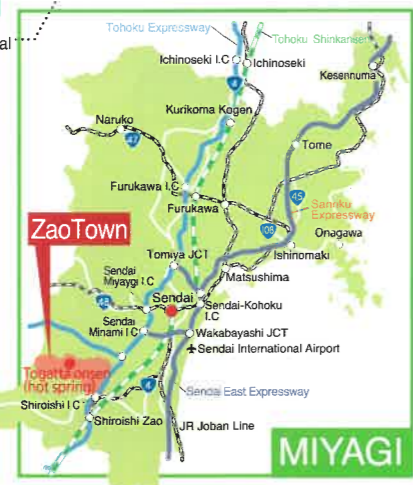 al
Tohoku Expressway
Tohoku Shinkansen
Ichinoseki I.C
Ichinoseki
4
Kesennuma
Kurikoma Kogen
Naruko
47
Tome
Furukawa I.C
45
Furukawa
Sanriku
Expressway
108
Onagawa
ZaoTown
Ishinomaki
Tomiya JCT
Matsushima
Sendai
Miyagi I C
Sendai
48
Sendai-Kohoku
I.C
Sendai
Minami I.C
Wakabayashi JCT
Sendai International Airport
Togatta onsen
(hot spring)
4
Sendai East Expressway
Shiroishi I C
Shiroishi Zao
JR Joban Line
MIYAGI